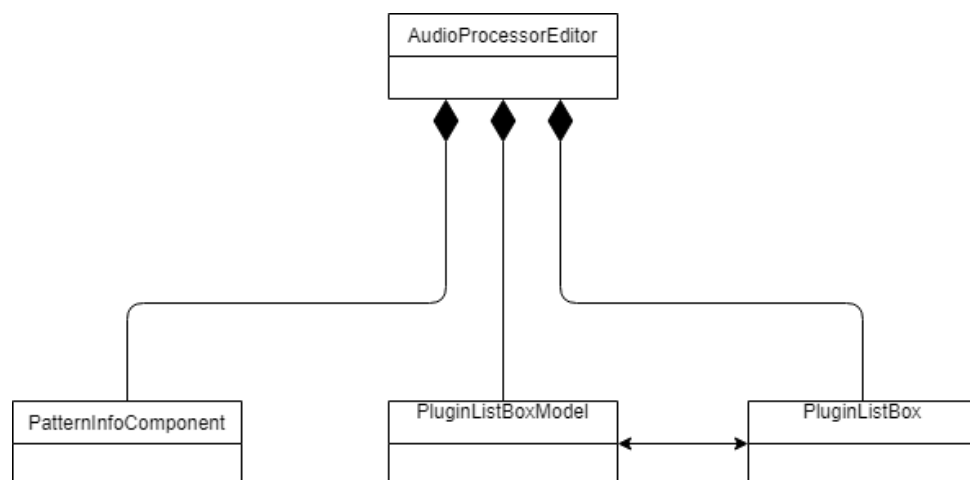 AudioProcessorEditor
PatternInfoComponent
PluginListBoxModel
PluginListBox